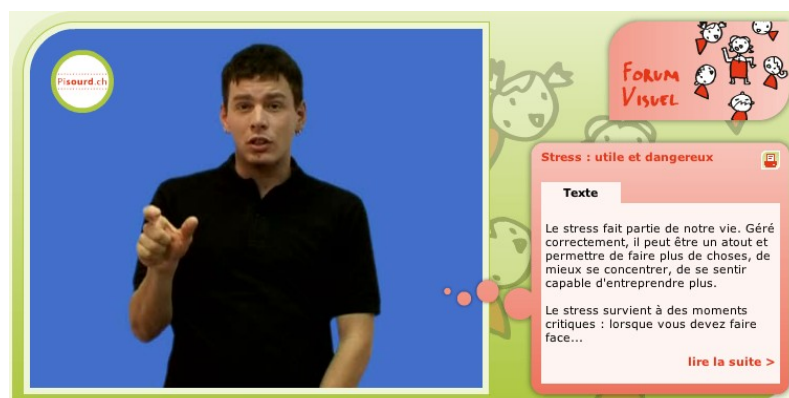 Pisourd.ch
FORUM
VISUEL
Stress : utile et dangereux
Texte
Le stress fait partie de notre vie. Géré
correctement, il peut être un atout et
permettre de faire plus de choses, de
mieux se concentrer, de se sentir
capable d'entreprendre plus.
Le stress survient à des moments
critiques : lorsque vous devez faire
face...
lire la suite >